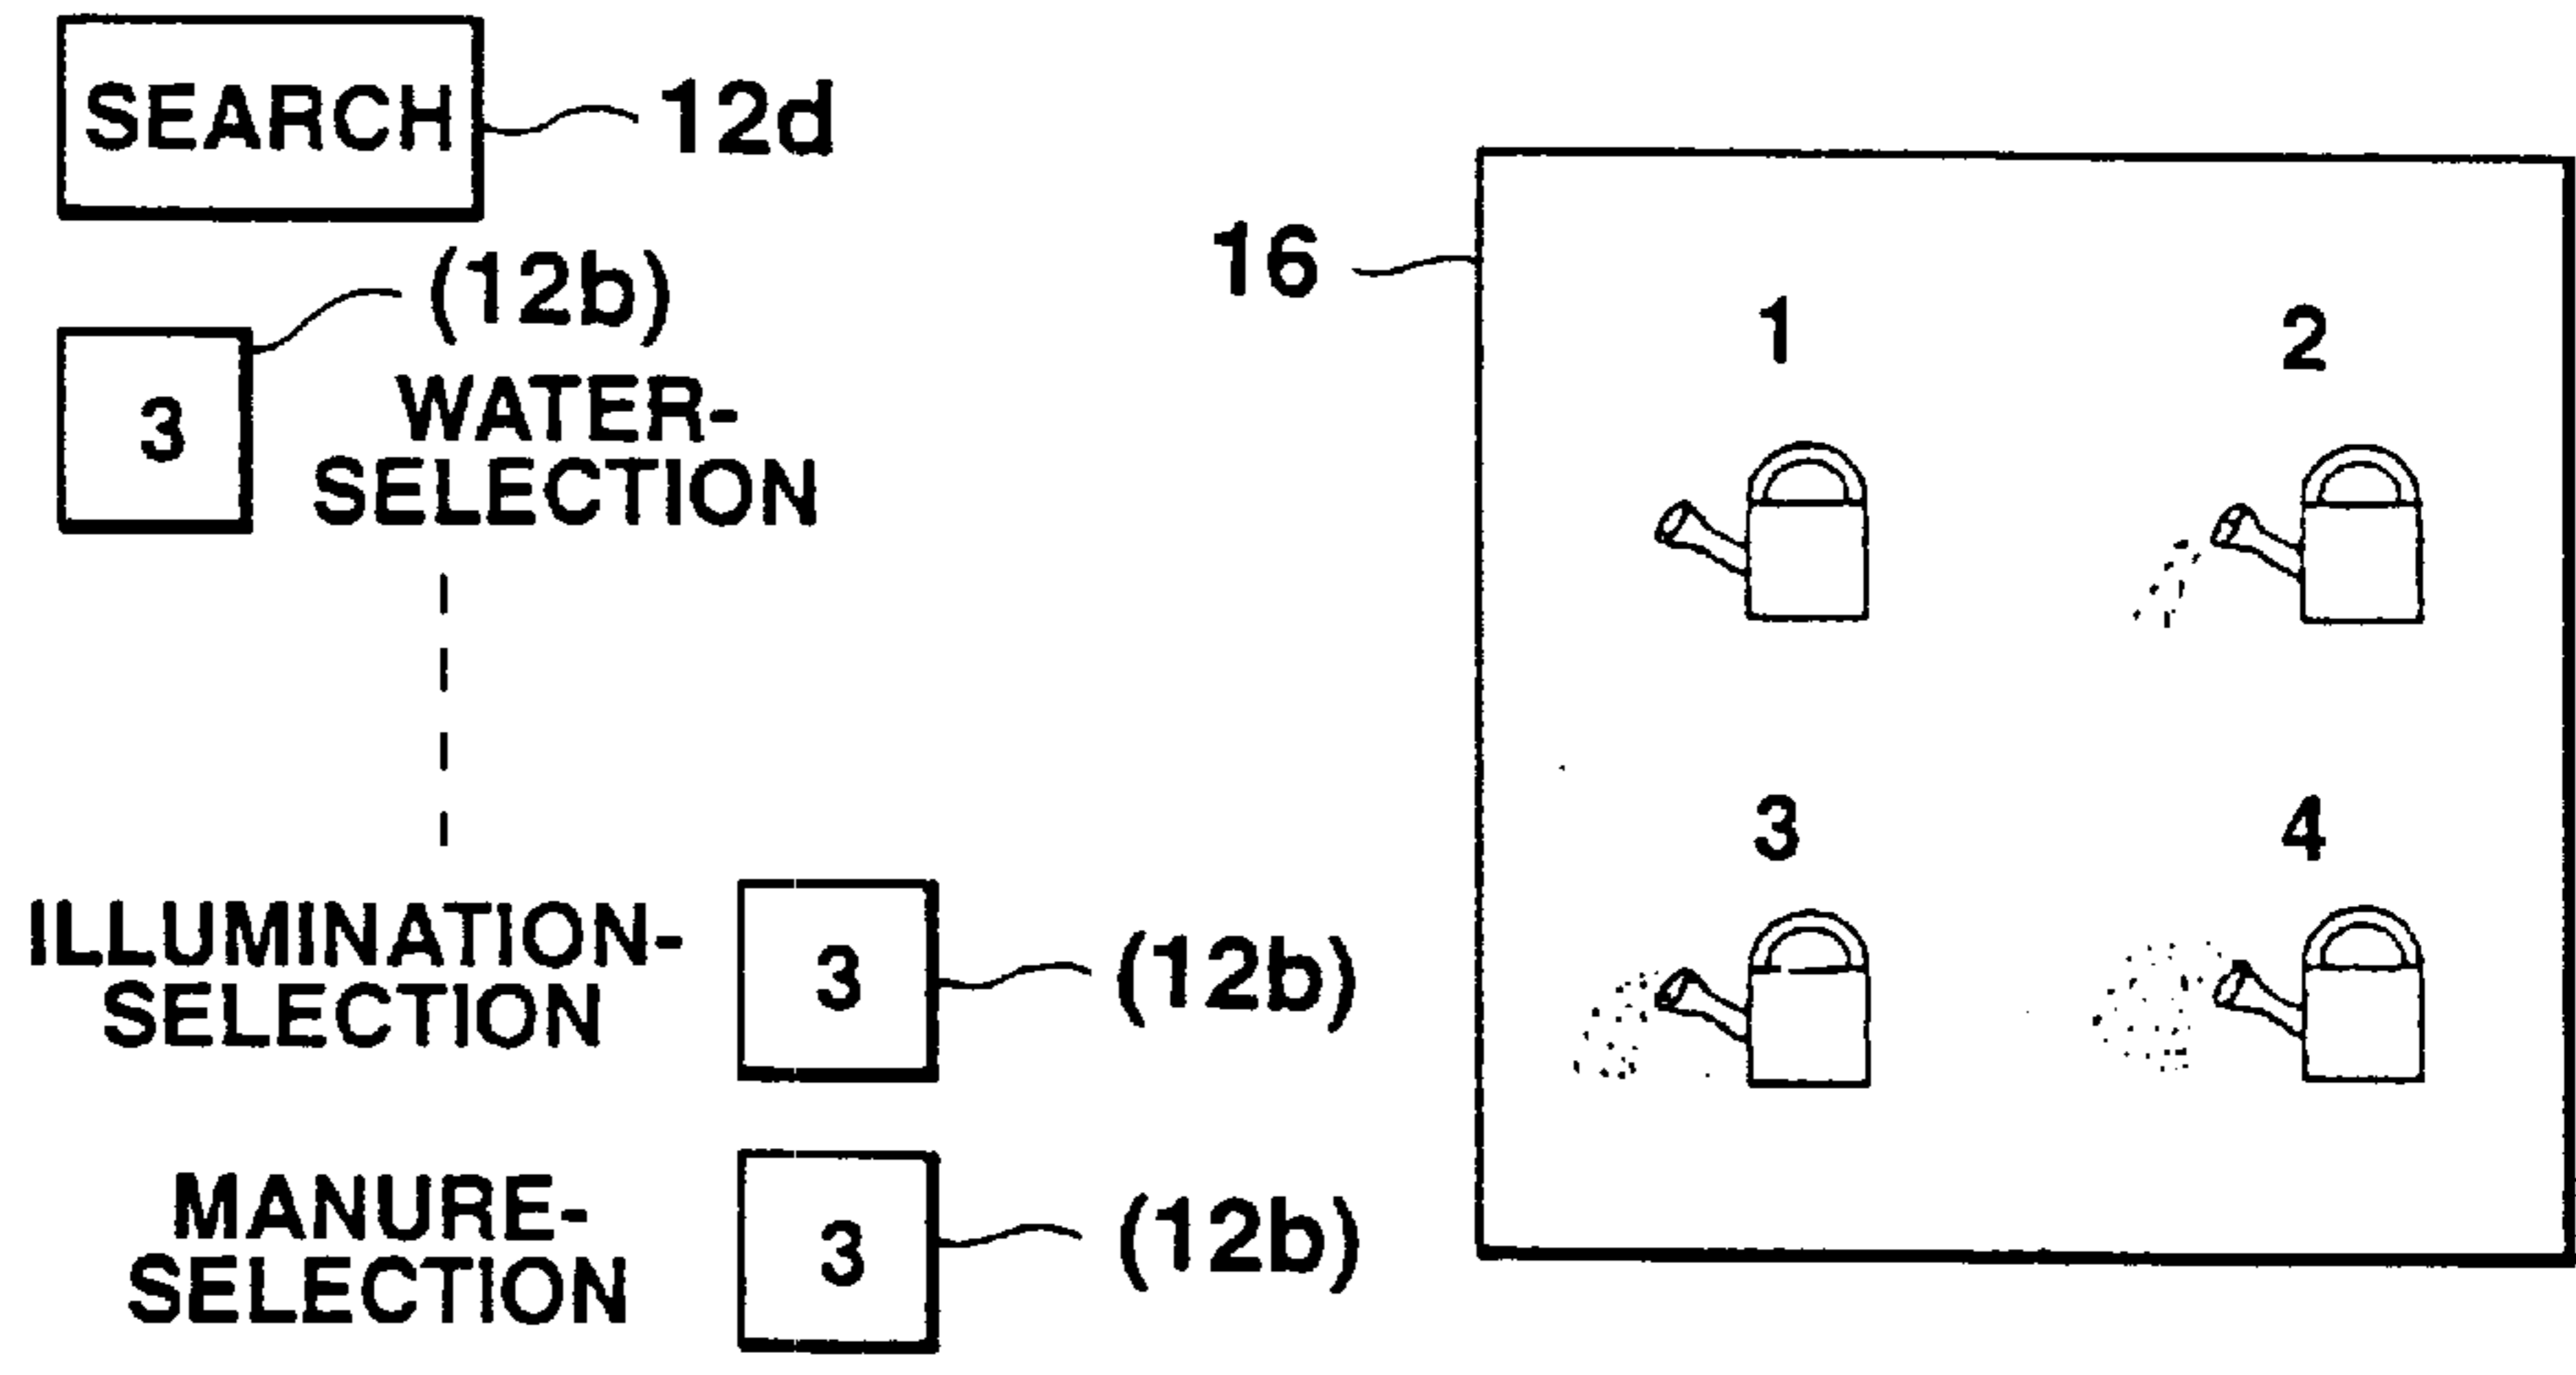 SEARCH 12d
(12b)
3 WATER-
SELECTION
ILLUMINATION-
SELECTION 3 (12b)
MANURE-
SELECTION 3 (12b)
16
1 2
3 4